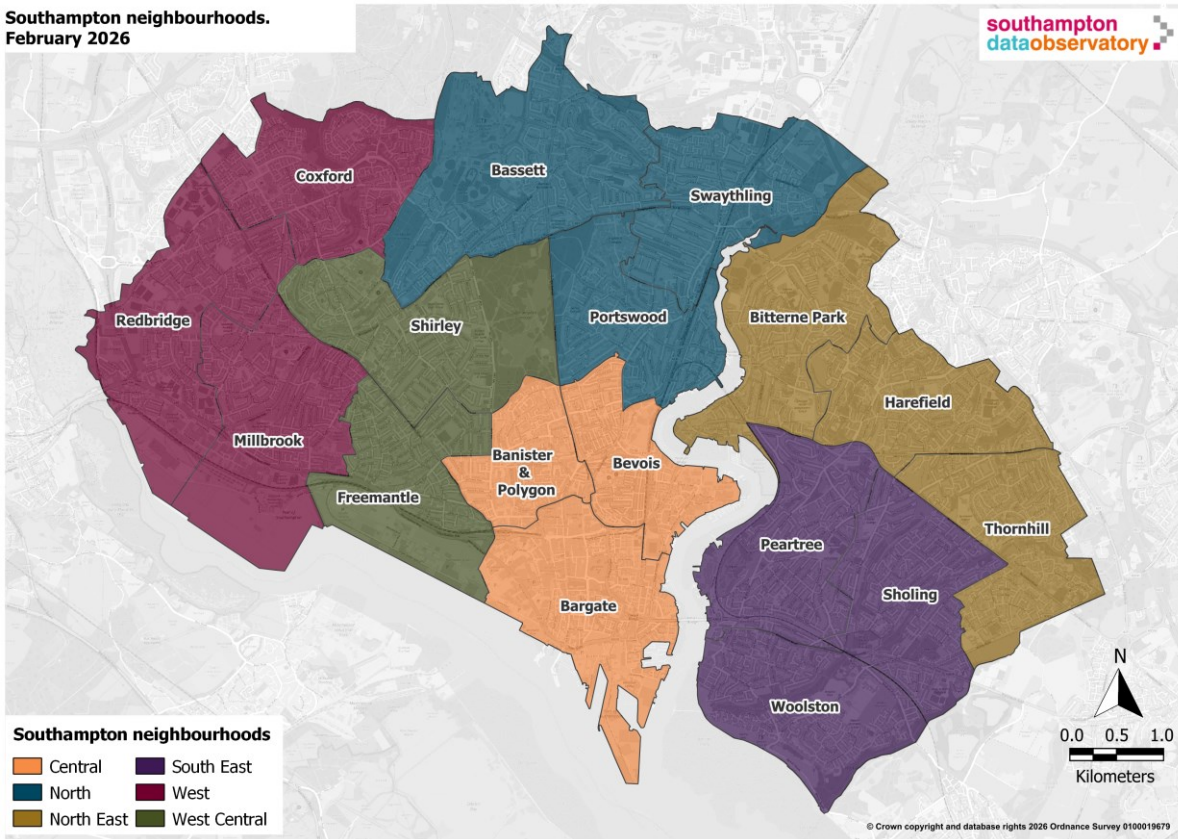 Southampton neighbourhoods.
February 2026
southampton
dataobservatory
Coxford
Bassett
Swaythling
Redbridge
Shirley
Portswood
Bitterne Park
Harefield
Millbrook
Banister
&
Polygon
Bevois
Freemantle
Thornhill
Peartree
Sholing
Bargate
Woolston
N
0.0 0.5 1.0
Kilometers
Southampton neighbourhoods
Central
South East
North
West
North East
West Central
© Crown copyright and database rights 2026 Ordnance Survey 0100019679